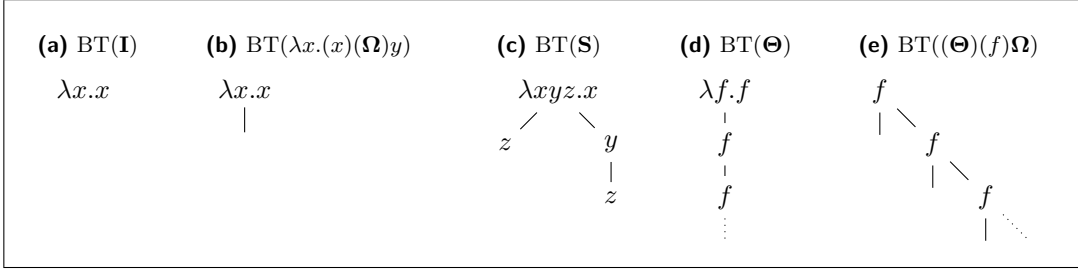 (a) BT(I) (b) BT(λx.(x)(Ω)y) (c) BT(S) (d) BT(Θ) (e) BT((Θ)(f)Ω)
λx.x λx.x λxyz.x λf.f f
z y f f
z f f